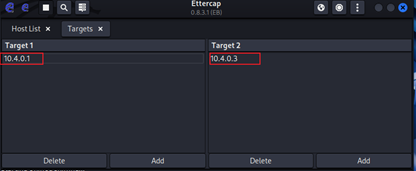 Ettercap
0.8.3.1 (EB)
Host List ×
Targets ×
Target 1
Target 2
10.4.0.1
10.4.0.3
Delete
Add
Delete
Add